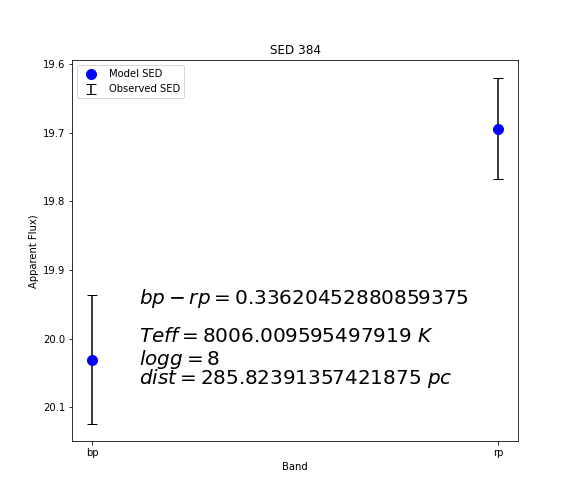 SED 384
Model SED
Observed SED
19.6
19.7
19.8
19.9
20.0
20.1
Apparent Flux)
bp − rp = 0.33620452880859375
Teff = 8006.009595497919 K
logg = 8
dist = 285.82391357421875 pc
bp
rp
Band